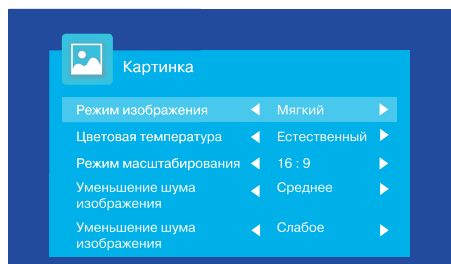 Картинка
Режим изображения Мягкий
Цветовая температура Естественный
Режим масштабирования 16 : 9
Уменьшение шума Среднее
изображения
Уменьшение шума Слабое
изображения